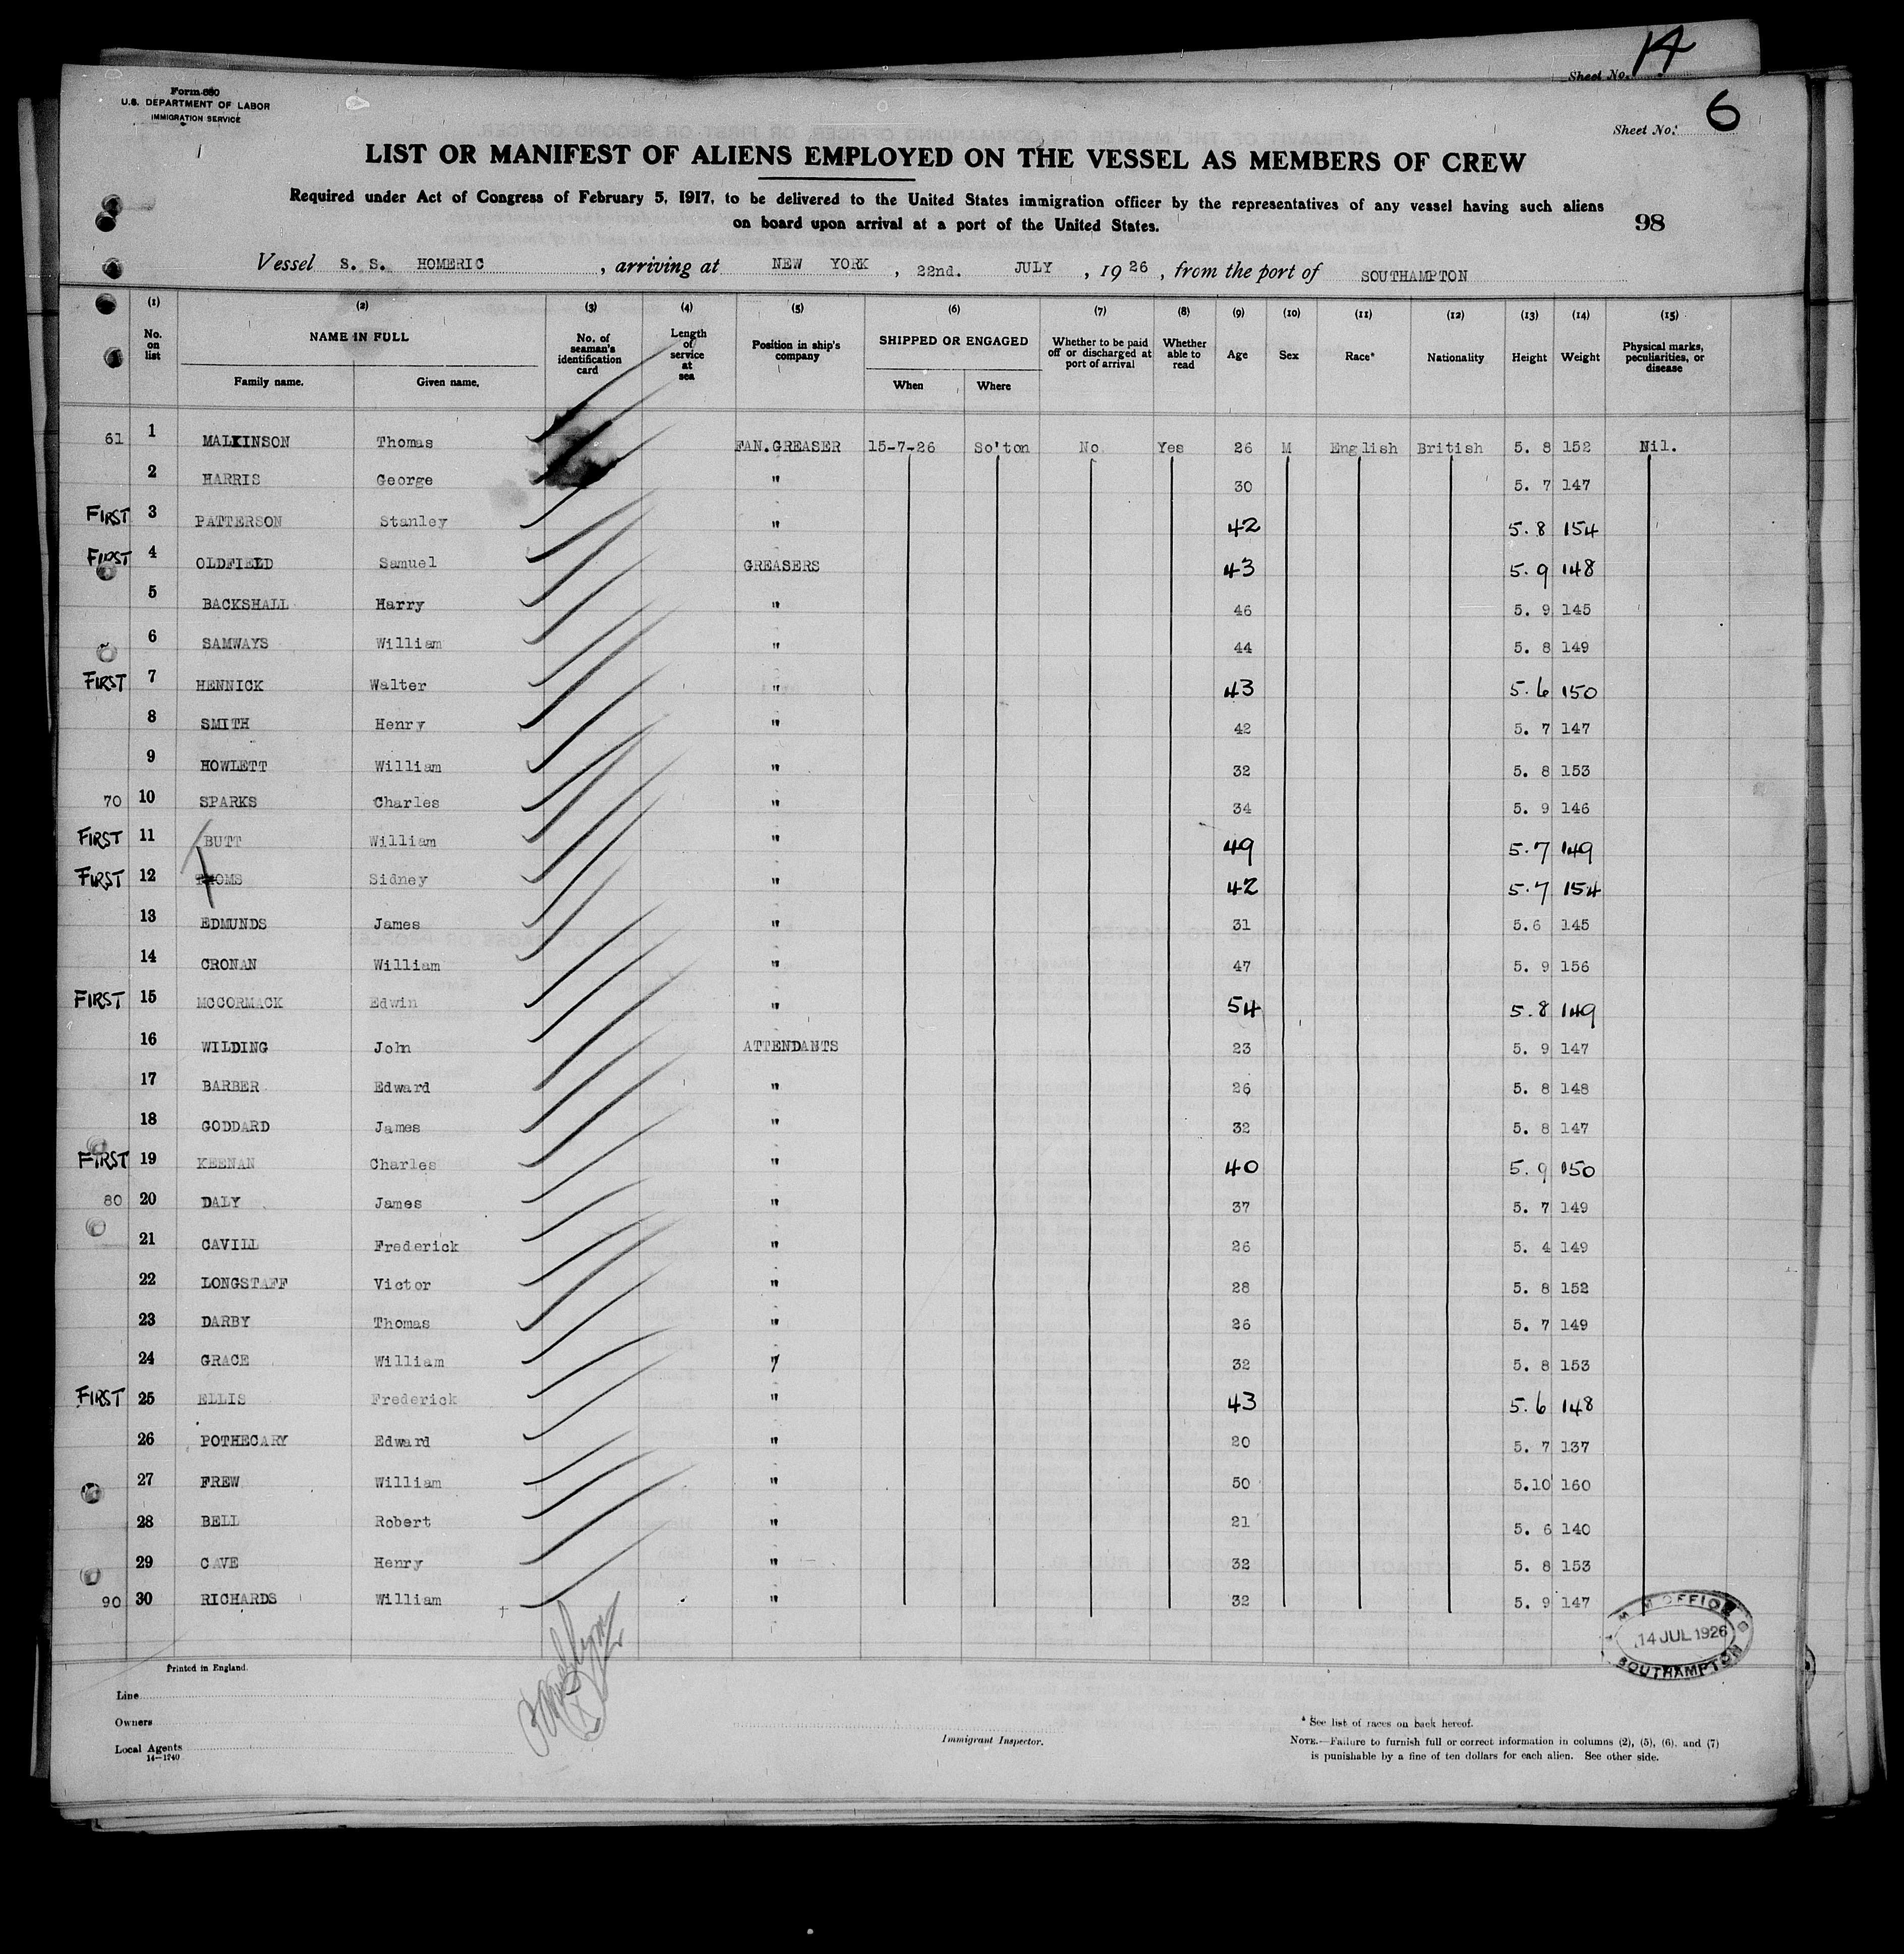 Sheet No. 14
Form 680
U.S. DEPARTMENT OF LABOR
IMMIGRATION SERVICE
Sheet No. 6
LIST OR MANIFEST OF ALIENS EMPLOYED ON THE VESSEL AS MEMBERS OF CREW
Required under Act of Congress of February 5, 1917, to be delivered to the United States immigration officer by the representatives of any vessel having such aliens
on board upon arrival at a port of the United States.
98
Vessel S. S. HOMERIC , arriving at NEW YORK , 22nd. JULY , 1926 , from the port of SOUTHAMPTON
(1) (2) (3) (4) (5) (6) (7) (8) (9) (10) (11) (12) (13) (14) (15)
No. on list NAME IN FULL No. of seaman's identification card Length of service at sea Position in ship's company SHIPPED OR ENGAGED Whether to be paid off or discharged at port of arrival Whether able to read Age Sex Race* Nationality Height Weight Physical marks, peculiarities, or disease
Family name. Given name. When Where
61 1 MALKINSON Thomas FAN.GREASER 15-7-26 So'ton No Yes 26 M English British 5. 8 152 Nil.
2 HARRIS George " 30 5. 7 147
FIRST 3 PATTERSON Stanley " 42 5.8 154
FIRST 4 OLDFIELD Samuel GREASERS 43 5.9 148
5 BACKSHALL Harry " 46 5. 9 145
6 SAMWAYS William " 44 5. 8 149
FIRST 7 HENNICK Walter " 43 5.6 150
8 SMITH Henry " 42 5. 7 147
9 HOWLETT William " 32 5. 8 153
70 10 SPARKS Charles " 34 5. 9 146
FIRST 11 BUTT William " 49 5.7 149
FIRST 12 THOMS Sidney " 42 5.7 154
13 EDMUNDS James " 31 5.6 145
14 CRONAN William " 47 5. 9 156
FIRST 15 MCCORMACK Edwin " 54 5.8 149
16 WILDING John ATTENDANTS 23 5. 9 147
17 BARBER Edward " 26 5. 8 148
18 GODDARD James " 32 5. 8 147
FIRST 19 KEENAN Charles " 40 5.9 150
80 20 DALY James " 37 5. 7 149
21 CAVILL Frederick " 26 5. 4 149
22 LONGSTAFF Victor " 28 5. 8 152
23 DARBY Thomas " 26 5. 7 149
24 GRACE William " 32 5. 8 153
FIRST 25 ELLIS Frederick " 43 5.6 148
26 POTHECARY Edward " 20 5. 7 137
27 FREW William " 50 5.10 160
28 BELL Robert " 21 5. 6 140
29 CAVE Henry " 32 5. 8 153
90 30 RICHARDS William " 32 5. 9 147
OFFICE
14 JUL 1926
SOUTHAMPTON
Printed in England.
Line
Owners
Local Agents
14—1740
Immigrant Inspector.
* See list of races on back hereof.
NOTE.—Failure to furnish full or correct information in columns (2), (5), (6), and (7)
is punishable by a fine of ten dollars for each alien. See other side.